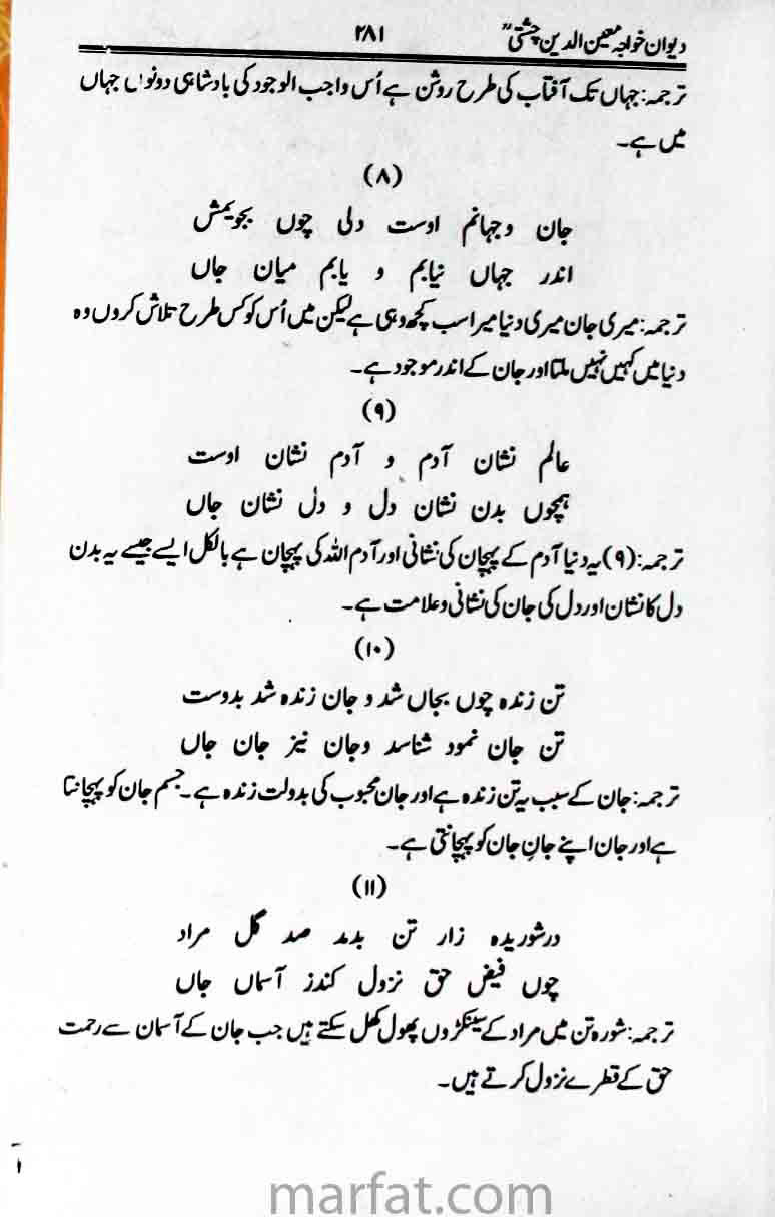 دیوان خواجہ معین الدین چشتیؒ ۲۸۱
ترجمہ: جہاں تک آفتاب کی طرح روشن ہے اُس واجب الوجود کی بادشاہی دونوں جہاں
میں ہے۔
(۸)
جان وجہانم اوست دلی چوں بجویمش
اندر جہاں نیابم و یابم میان جاں
ترجمہ: میری جان میری دنیا میرا سب کچھ وہی ہے لیکن میں اُس کو کس طرح تلاش کروں وہ
دنیا میں کہیں نہیں ملتا اور جان کے اندر موجود ہے۔
(۹)
عالم نشان آدم و آدم نشان اوست
ہمچوں بدن نشان دل و دل نشان جاں
ترجمہ: (۹) یہ دنیا آدم کے پہچان کی نشانی اور آدم اللہ کی پہچان ہے بالکل ایسے جیسے یہ بدن
دل کا نشان اور دل کی جان کی نشانی وعلامت ہے۔
(۱۰)
تن زندہ چوں بجاں شد و جان زندہ شد بدوست
تن جان نمود شناسد وجان نیز جان جاں
ترجمہ: جان کے سبب یہ تن زندہ ہے اور جان محبوب کی بدولت زندہ ہے۔ جسم جان کو پہچانتا
ہے اور جان اپنے جانِ جان کو پہچانتی ہے۔
(۱۱)
درشوریدہ زار تن بدمد صد گل مراد
چوں فیض حق نزول کندز آسماں جاں
ترجمہ: شورہ تن میں مراد کے سینکڑوں پھول کھل سکتے ہیں جب جان کے آسمان سے رحمت
حق کے قطرے نزول کرتے ہیں۔
marfat.com